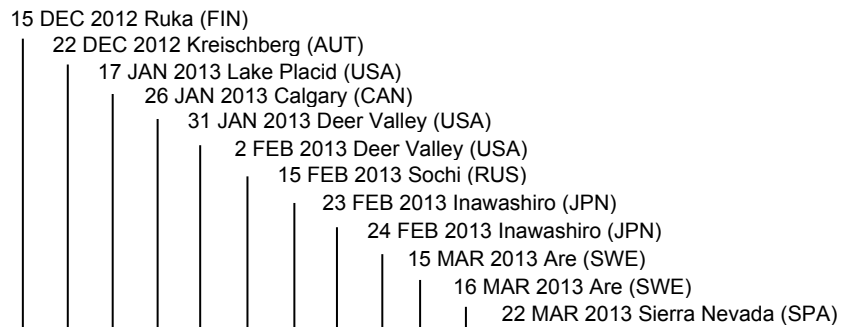 15 DEC 2012 Ruka (FIN)
22 DEC 2012 Kreischberg (AUT)
17 JAN 2013 Lake Placid (USA)
26 JAN 2013 Calgary (CAN)
31 JAN 2013 Deer Valley (USA)
2 FEB 2013 Deer Valley (USA)
15 FEB 2013 Sochi (RUS)
23 FEB 2013 Inawashiro (JPN)
24 FEB 2013 Inawashiro (JPN)
15 MAR 2013 Are (SWE)
16 MAR 2013 Are (SWE)
22 MAR 2013 Sierra Nevada (SPA)